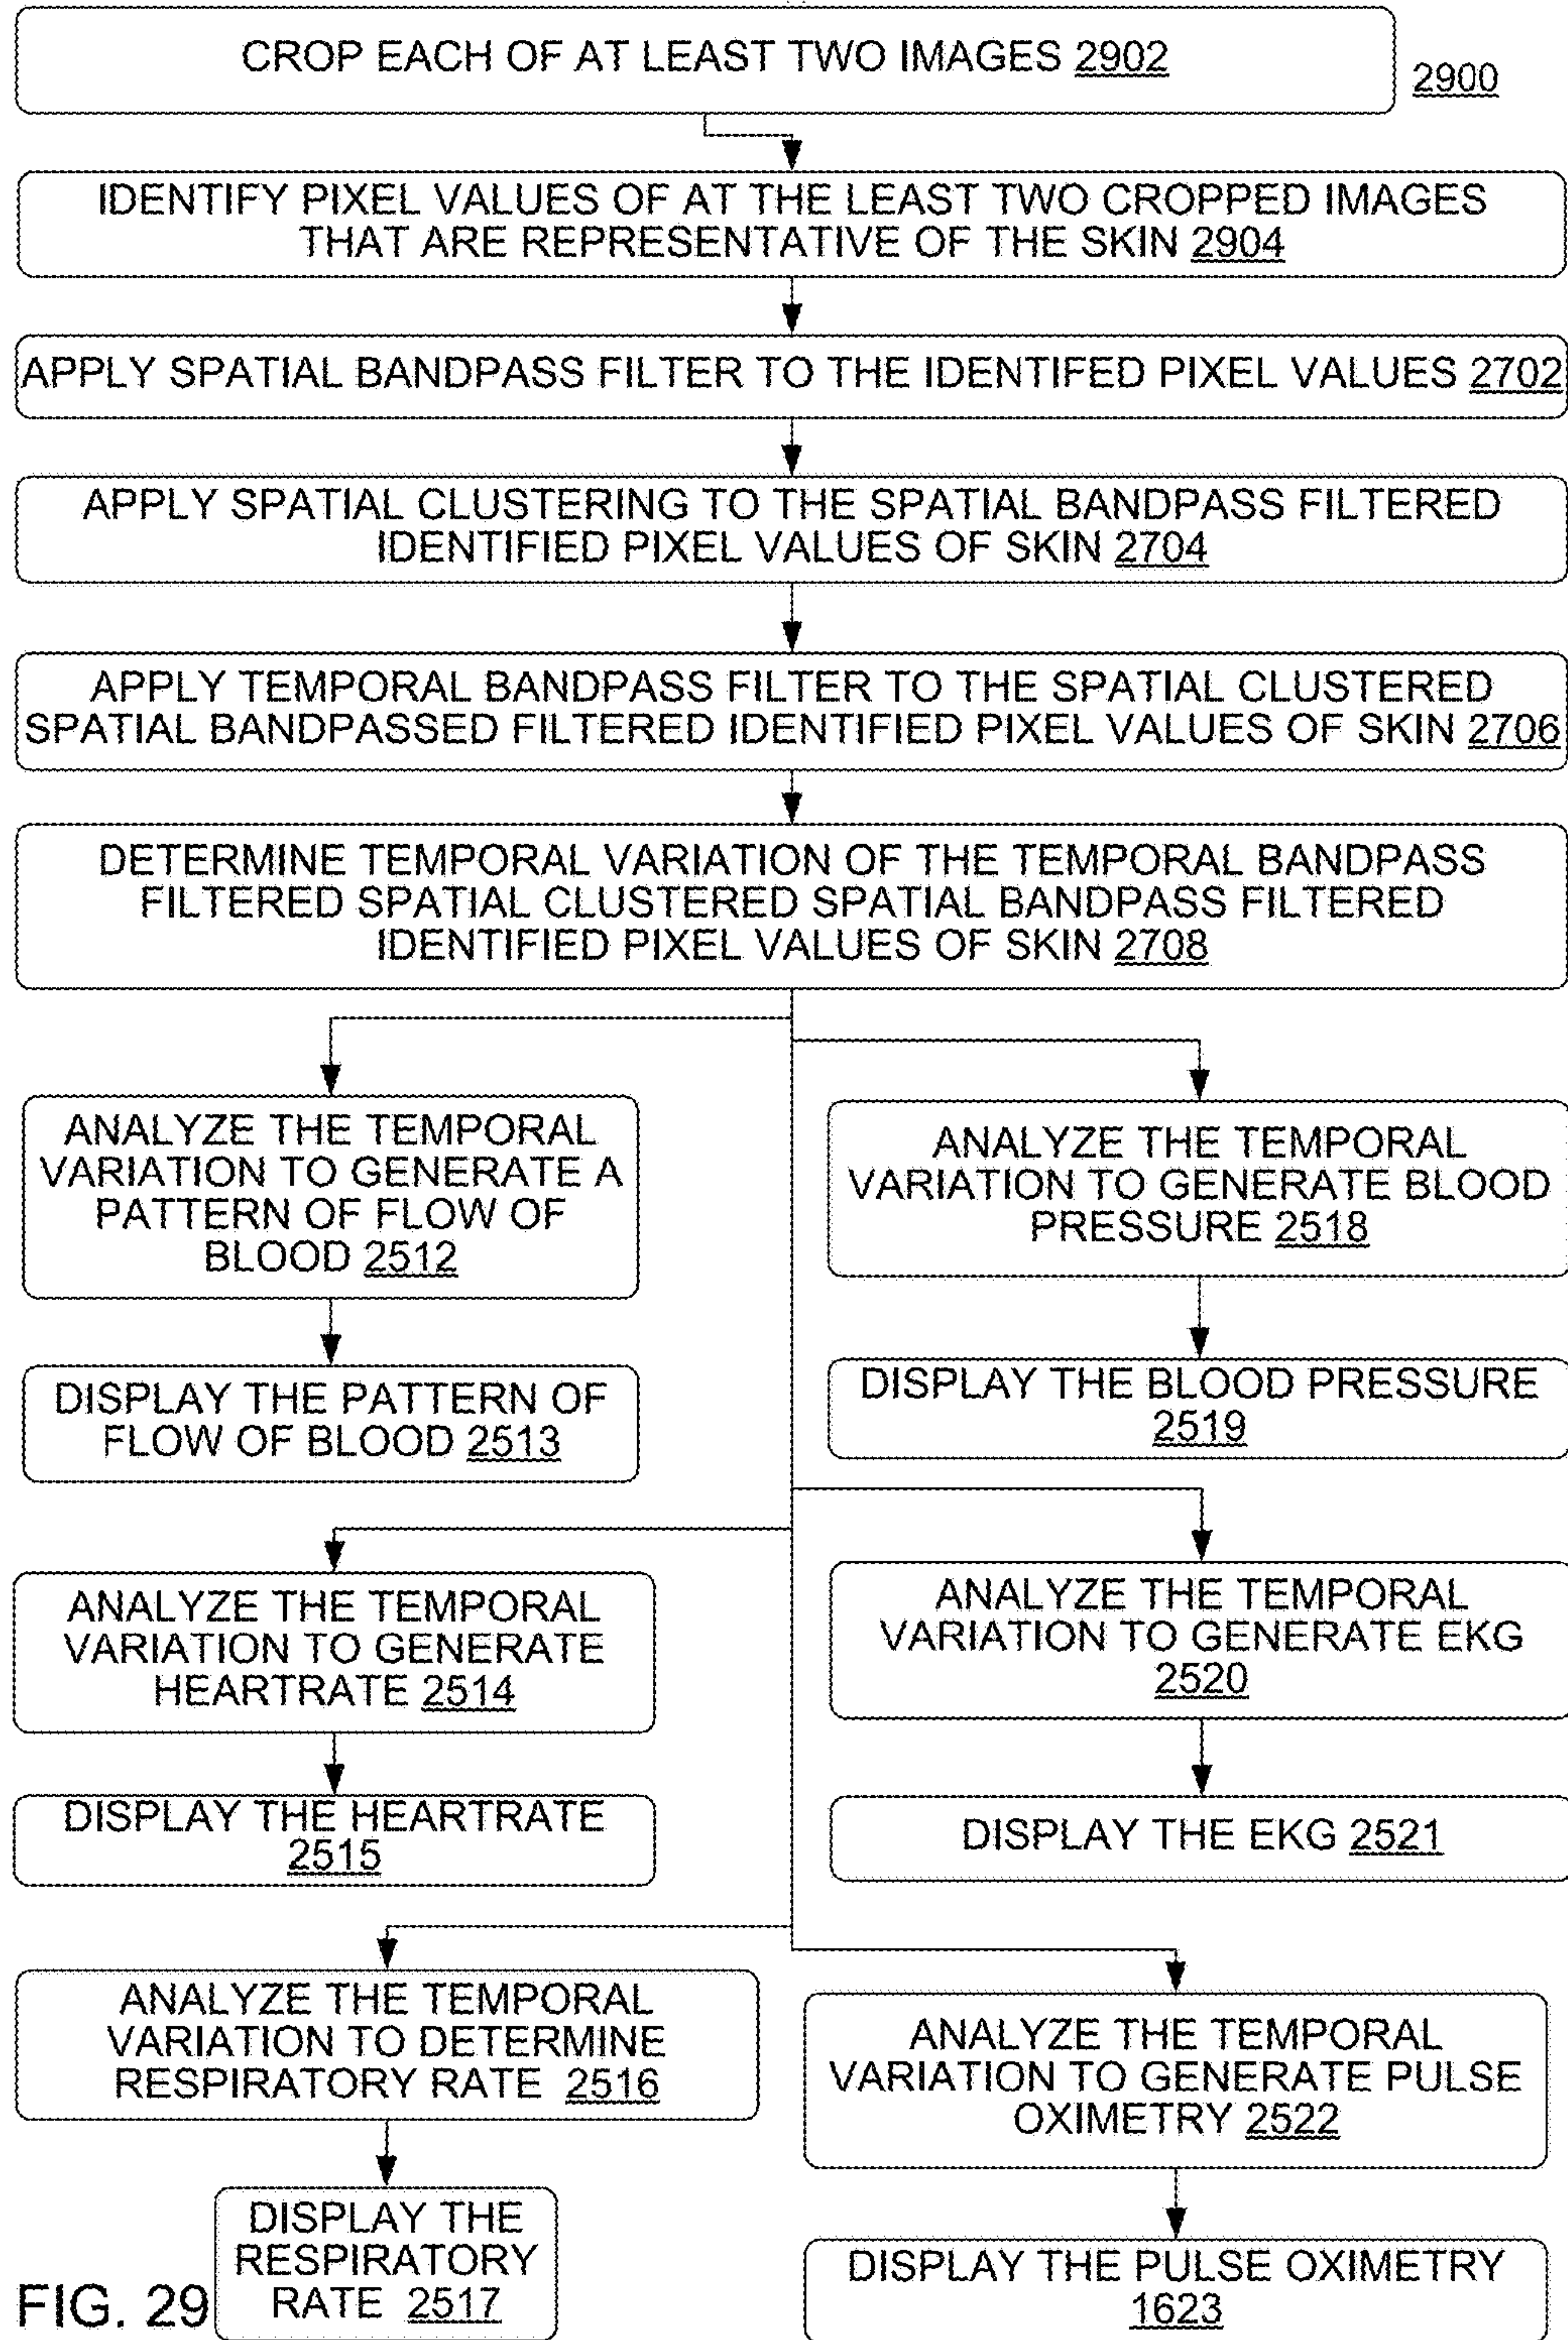 CROP EACH OF AT LEAST TWO IMAGES 2902
2900
IDENTIFY PIXEL VALUES OF AT THE LEAST TWO CROPPED IMAGES
THAT ARE REPRESENTATIVE OF THE SKIN 2904
APPLY SPATIAL BANDPASS FILTER TO THE IDENTIFED PIXEL VALUES 2702
APPLY SPATIAL CLUSTERING TO THE SPATIAL BANDPASS FILTERED
IDENTIFIED PIXEL VALUES OF SKIN 2704
APPLY TEMPORAL BANDPASS FILTER TO THE SPATIAL CLUSTERED
SPATIAL BANDPASSED FILTERED IDENTIFIED PIXEL VALUES OF SKIN 2706
DETERMINE TEMPORAL VARIATION OF THE TEMPORAL BANDPASS
FILTERED SPATIAL CLUSTERED SPATIAL BANDPASS FILTERED
IDENTIFIED PIXEL VALUES OF SKIN 2708
ANALYZE THE TEMPORAL
VARIATION TO GENERATE A
PATTERN OF FLOW OF
BLOOD 2512
ANALYZE THE TEMPORAL
VARIATION TO GENERATE BLOOD
PRESSURE 2518
DISPLAY THE PATTERN OF
FLOW OF BLOOD 2513
DISPLAY THE BLOOD PRESSURE
2519
ANALYZE THE TEMPORAL
VARIATION TO GENERATE
HEARTRATE 2514
ANALYZE THE TEMPORAL
VARIATION TO GENERATE EKG
2520
DISPLAY THE HEARTRATE
2515
DISPLAY THE EKG 2521
ANALYZE THE TEMPORAL
VARIATION TO DETERMINE
RESPIRATORY RATE 2516
ANALYZE THE TEMPORAL
VARIATION TO GENERATE PULSE
OXIMETRY 2522
DISPLAY THE
RESPIRATORY
RATE 2517
DISPLAY THE PULSE OXIMETRY
1623
FIG. 29